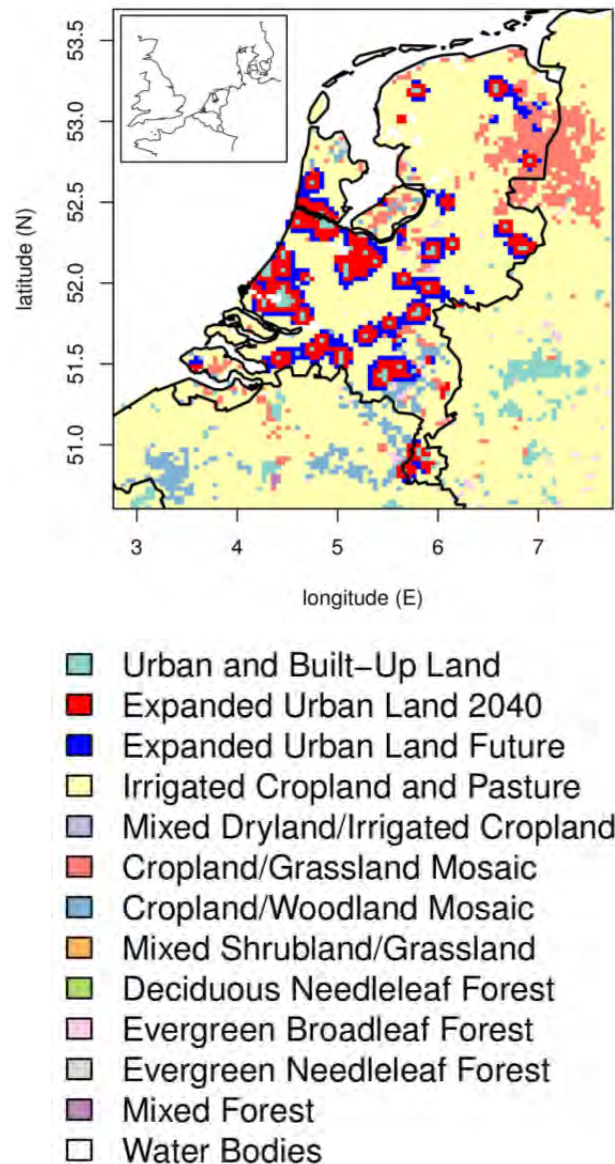 53.5
53.0
52.5
52.0
51.5
51.0
latitude (N)
3 4 5 6 7
longitude (E)
Urban and Built−Up Land
Expanded Urban Land 2040
Expanded Urban Land Future
Irrigated Cropland and Pasture
Mixed Dryland/Irrigated Cropland
Cropland/Grassland Mosaic
Cropland/Woodland Mosaic
Mixed Shrubland/Grassland
Deciduous Needleleaf Forest
Evergreen Broadleaf Forest
Evergreen Needleleaf Forest
Mixed Forest
Water Bodies